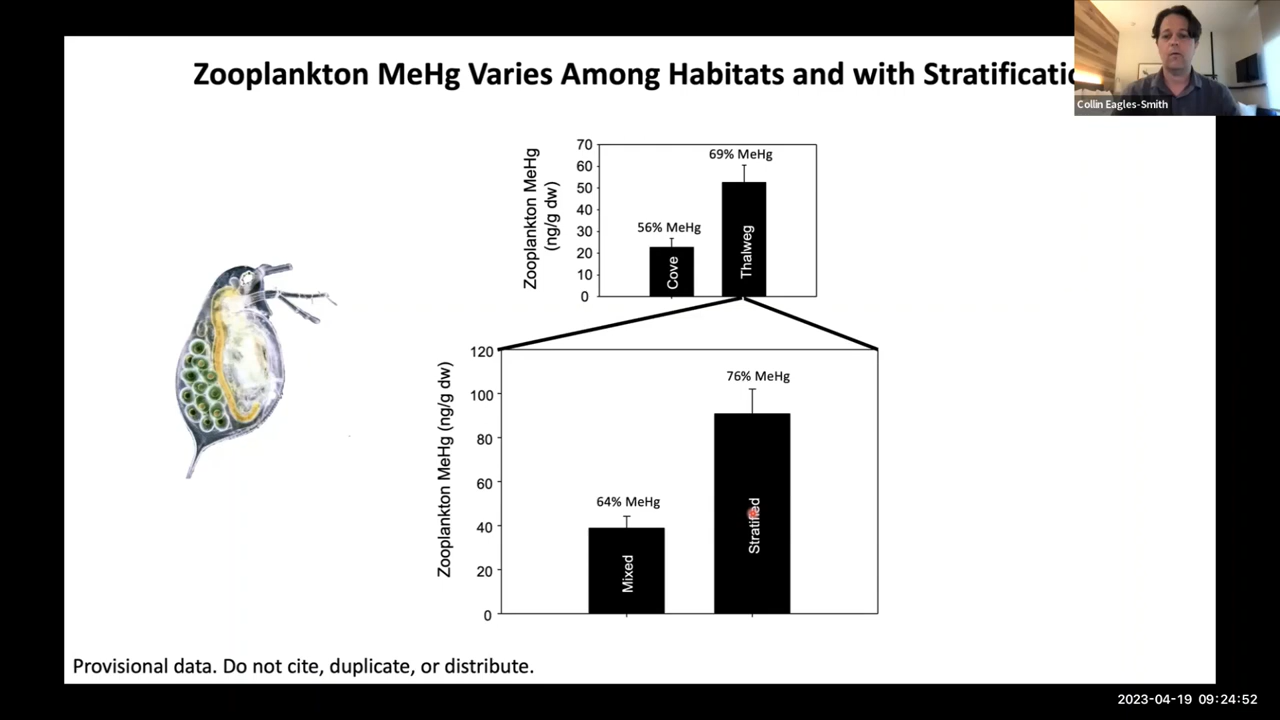 Zooplankton MeHg Varies Among Habitats and with Stratificatio
Collin Eagles-Smith
Zooplankton MeHg
(ng/g dw)
70
60
50
40
30
20
10
0
56% MeHg
69% MeHg
Cove
Thalweg
Zooplankton MeHg (ng/g dw)
120
100
80
60
40
20
0
64% MeHg
76% MeHg
Mixed
Stratified
Provisional data. Do not cite, duplicate, or distribute.
2023-04-19 09:24:52